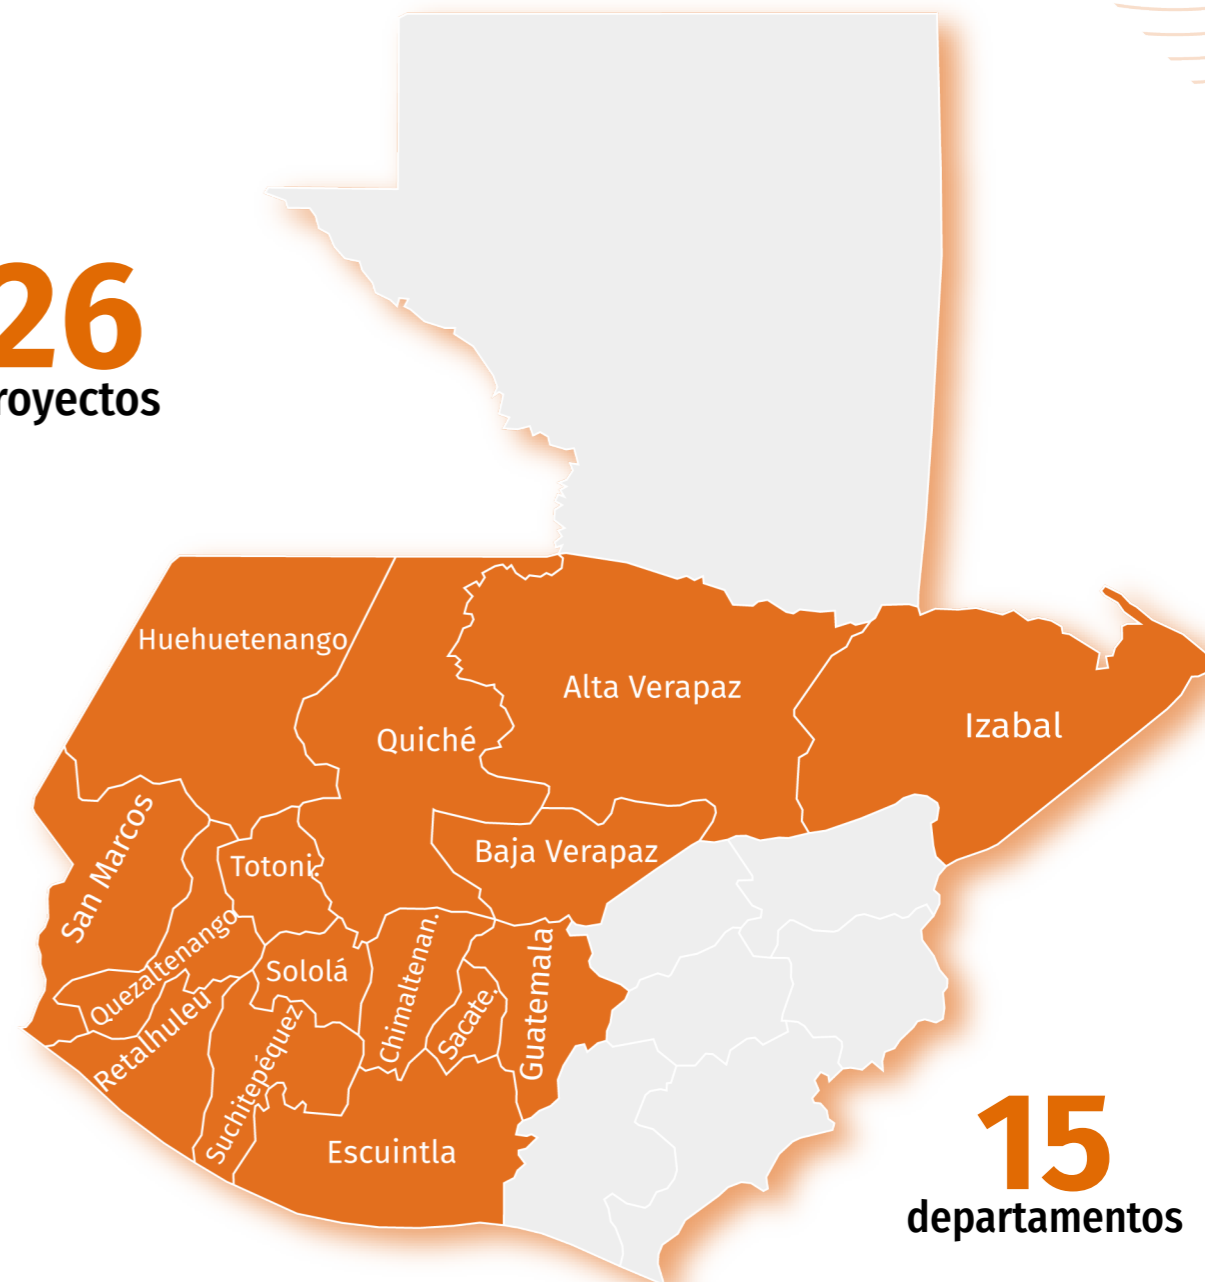 26
royectos
Huehuetenango
Quiché
Alta Verapaz
Izabal
San Marcos
Totoni.
Baja Verapaz
Quezaltenango
Sololá
Chimaltenan.
Sacate.
Guatemala
Retalhuleu
Suchitepéquez
Escuintla
15
departamentos